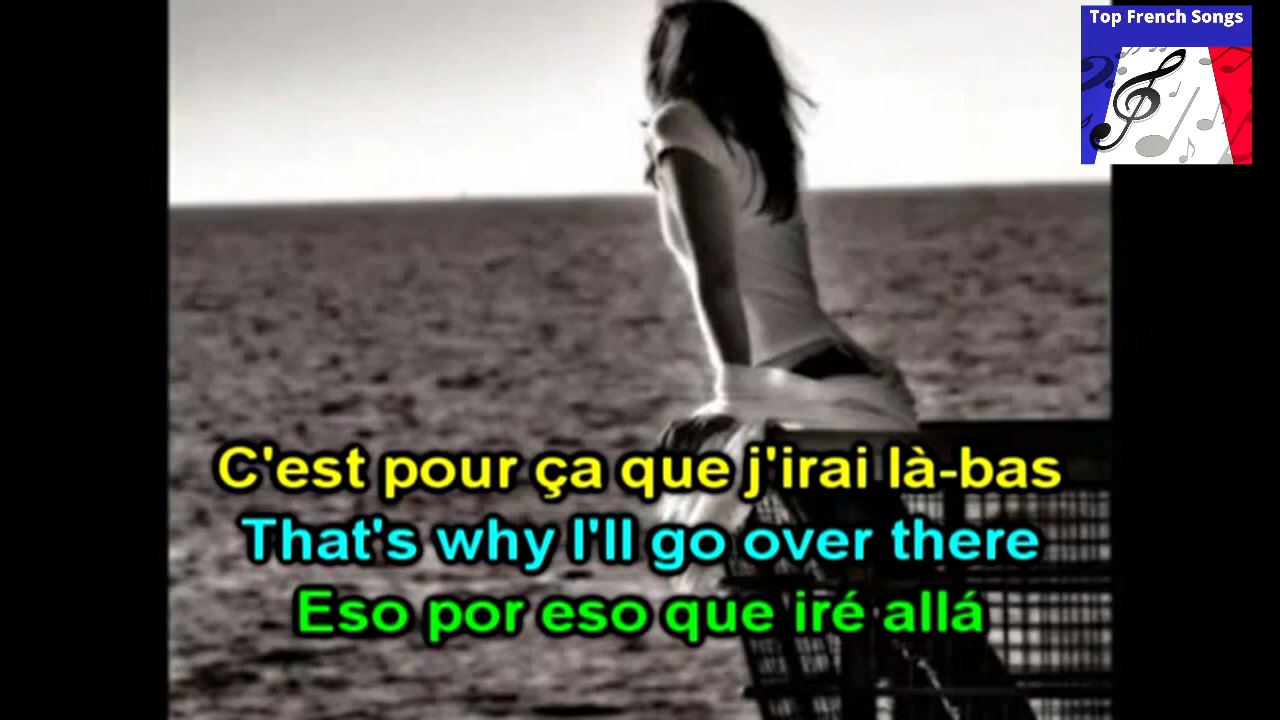 Top French Songs
C'est pour ça que j'irai là-bas
That's why I'll go over there
Eso por eso que iré allá